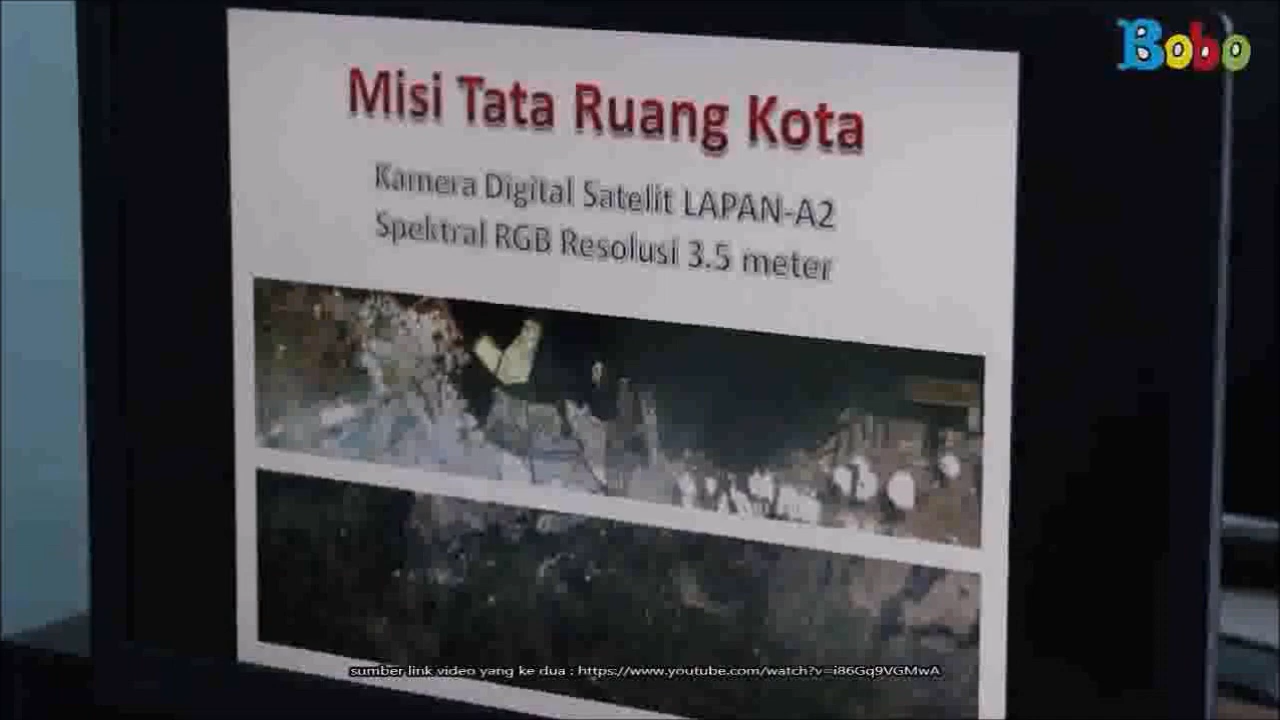 Bobo
Misi Tata Ruang Kota
Kamera Digital Satelit LAPAN-A2
Spektral RGB Resolusi 3.5 meter
sumber link video yang ke dua : https://www.youtube.com/watch?v=i86Gq9VGMwA